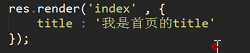 res.render('index' , {
    title : '我是首页的title'
});